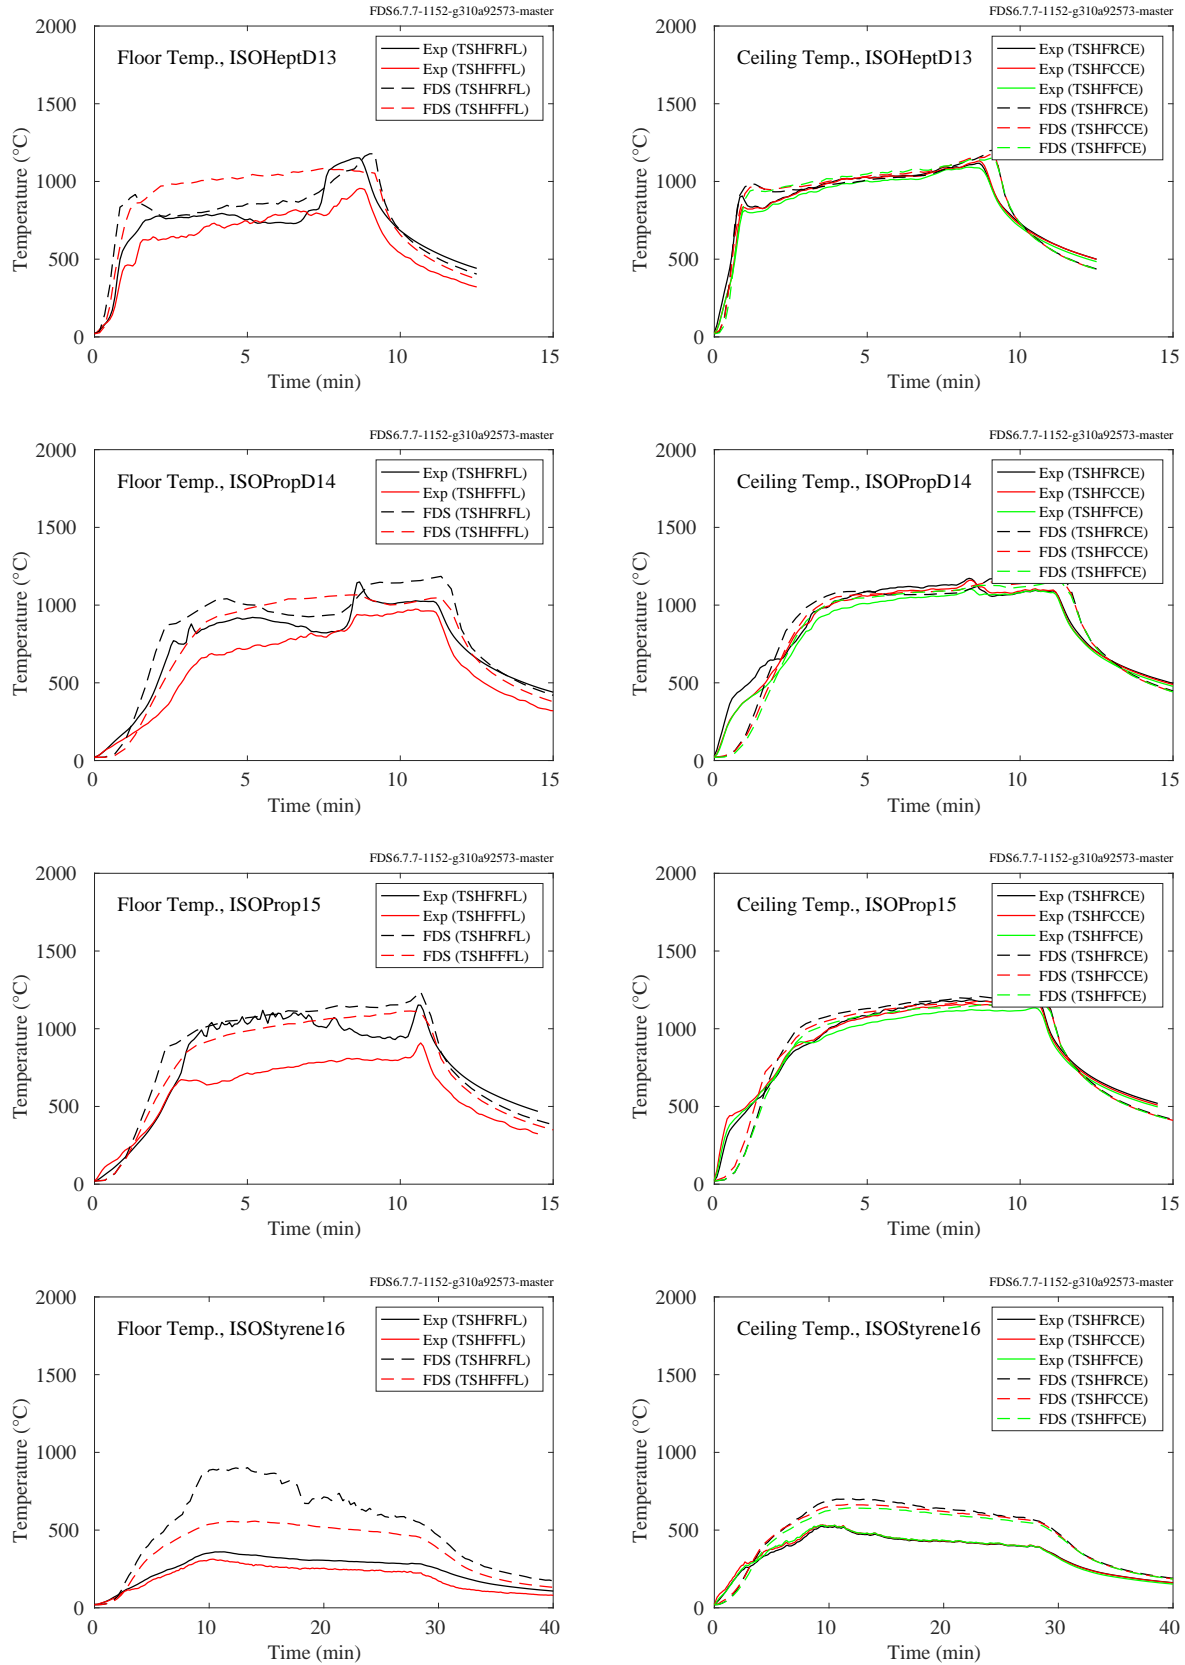 FDS6.7.7-1152-g310a92573-master
Floor Temp., ISOHeptD13
Exp (TSHFRFL)
Exp (TSHFFFL)
FDS (TSHFRFL)
FDS (TSHFFFL)
2000
1500
1000
500
0
Temperature (°C)
0 5 10 15
Time (min)
FDS6.7.7-1152-g310a92573-master
Ceiling Temp., ISOHeptD13
Exp (TSHFRCE)
Exp (TSHFCCE)
Exp (TSHFFCE)
FDS (TSHFRCE)
FDS (TSHFCCE)
FDS (TSHFFCE)
2000
1500
1000
500
0
Temperature (°C)
0 5 10 15
Time (min)
FDS6.7.7-1152-g310a92573-master
Floor Temp., ISOPropD14
Exp (TSHFRFL)
Exp (TSHFFFL)
FDS (TSHFRFL)
FDS (TSHFFFL)
2000
1500
1000
500
0
Temperature (°C)
0 5 10 15
Time (min)
FDS6.7.7-1152-g310a92573-master
Ceiling Temp., ISOPropD14
Exp (TSHFRCE)
Exp (TSHFCCE)
Exp (TSHFFCE)
FDS (TSHFRCE)
FDS (TSHFCCE)
FDS (TSHFFCE)
2000
1500
1000
500
0
Temperature (°C)
0 5 10 15
Time (min)
FDS6.7.7-1152-g310a92573-master
Floor Temp., ISOProp15
Exp (TSHFRFL)
Exp (TSHFFFL)
FDS (TSHFRFL)
FDS (TSHFFFL)
2000
1500
1000
500
0
Temperature (°C)
0 5 10 15
Time (min)
FDS6.7.7-1152-g310a92573-master
Ceiling Temp., ISOProp15
Exp (TSHFRCE)
Exp (TSHFCCE)
Exp (TSHFFCE)
FDS (TSHFRCE)
FDS (TSHFCCE)
FDS (TSHFFCE)
2000
1500
1000
500
0
Temperature (°C)
0 5 10 15
Time (min)
FDS6.7.7-1152-g310a92573-master
Floor Temp., ISOStyrene16
Exp (TSHFRFL)
Exp (TSHFFFL)
FDS (TSHFRFL)
FDS (TSHFFFL)
2000
1500
1000
500
0
Temperature (°C)
0 10 20 30 40
Time (min)
FDS6.7.7-1152-g310a92573-master
Ceiling Temp., ISOStyrene16
Exp (TSHFRCE)
Exp (TSHFCCE)
Exp (TSHFFCE)
FDS (TSHFRCE)
FDS (TSHFCCE)
FDS (TSHFFCE)
2000
1500
1000
500
0
Temperature (°C)
0 10 20 30 40
Time (min)